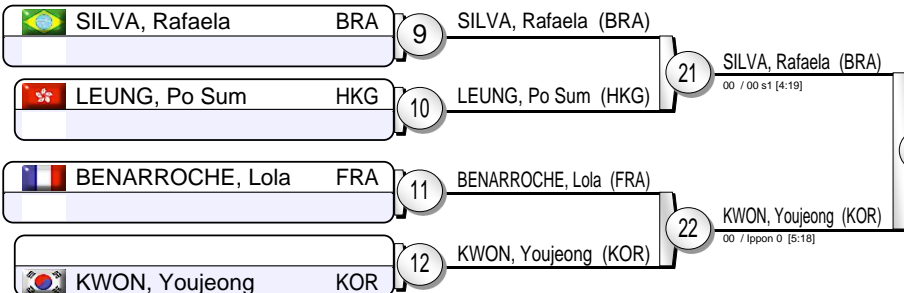 SILVA, Rafaela BRA
9
SILVA, Rafaela (BRA)
21
SILVA, Rafaela (BRA)
00 / 00 s1 [4:19]
LEUNG, Po Sum HKG
10
LEUNG, Po Sum (HKG)
BENARROCHE, Lola FRA
11
BENARROCHE, Lola (FRA)
22
KWON, Youjeong (KOR)
00 / Ippon 0 [5:18]
12
KWON, Youjeong (KOR)
KWON, Youjeong KOR